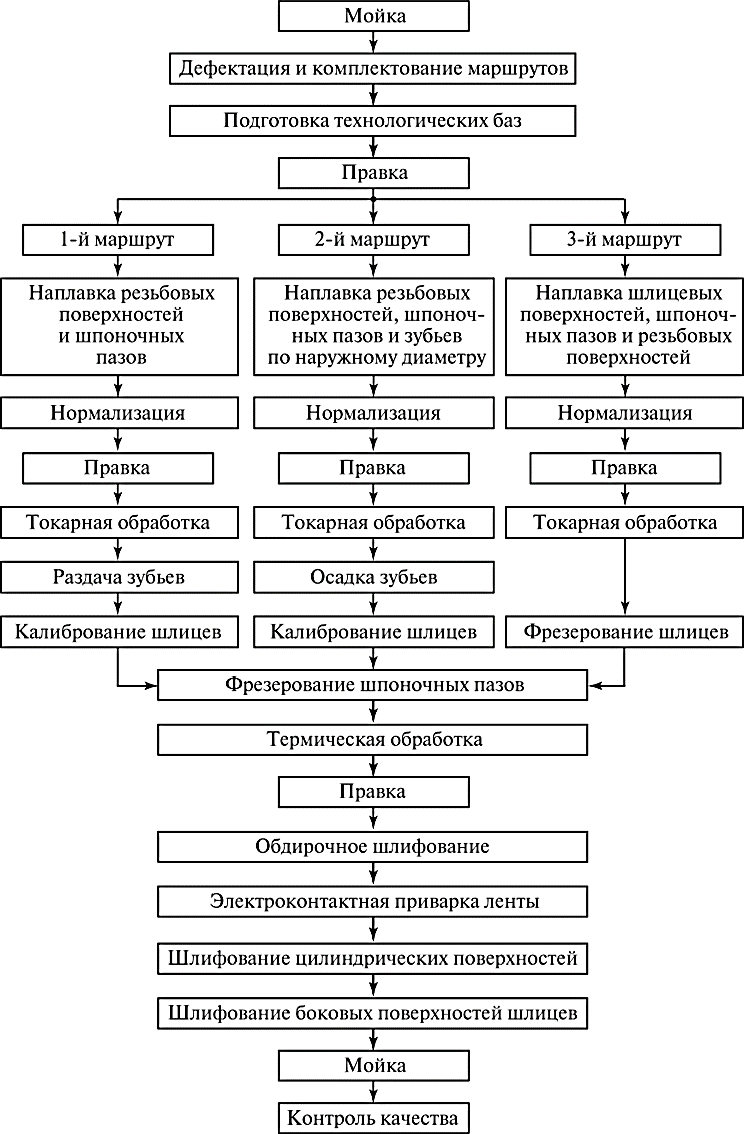 Мойка
Дефектация и комплектование маршрутов
Подготовка технологических баз
Правка
1-й маршрут
2-й маршрут
3-й маршрут
Наплавка резьбовых
поверхностей
и шпоночных
пазов
Наплавка резьбовых
поверхностей, шпоноч-
ных пазов и зубьев
по наружному диаметру
Наплавка шлицевых
поверхностей, шпоноч-
ных пазов и резьбовых
поверхностей
Нормализация
Нормализация
Нормализация
Правка
Правка
Правка
Токарная обработка
Токарная обработка
Токарная обработка
Раздача зубьев
Осадка зубьев
Калибрование шлицев
Калибрование шлицев
Фрезерование шлицев
Фрезерование шпоночных пазов
Термическая обработка
Правка
Обдирочное шлифование
Электроконтактная приварка ленты
Шлифование цилиндрических поверхностей
Шлифование боковых поверхностей шлицев
Мойка
Контроль качества